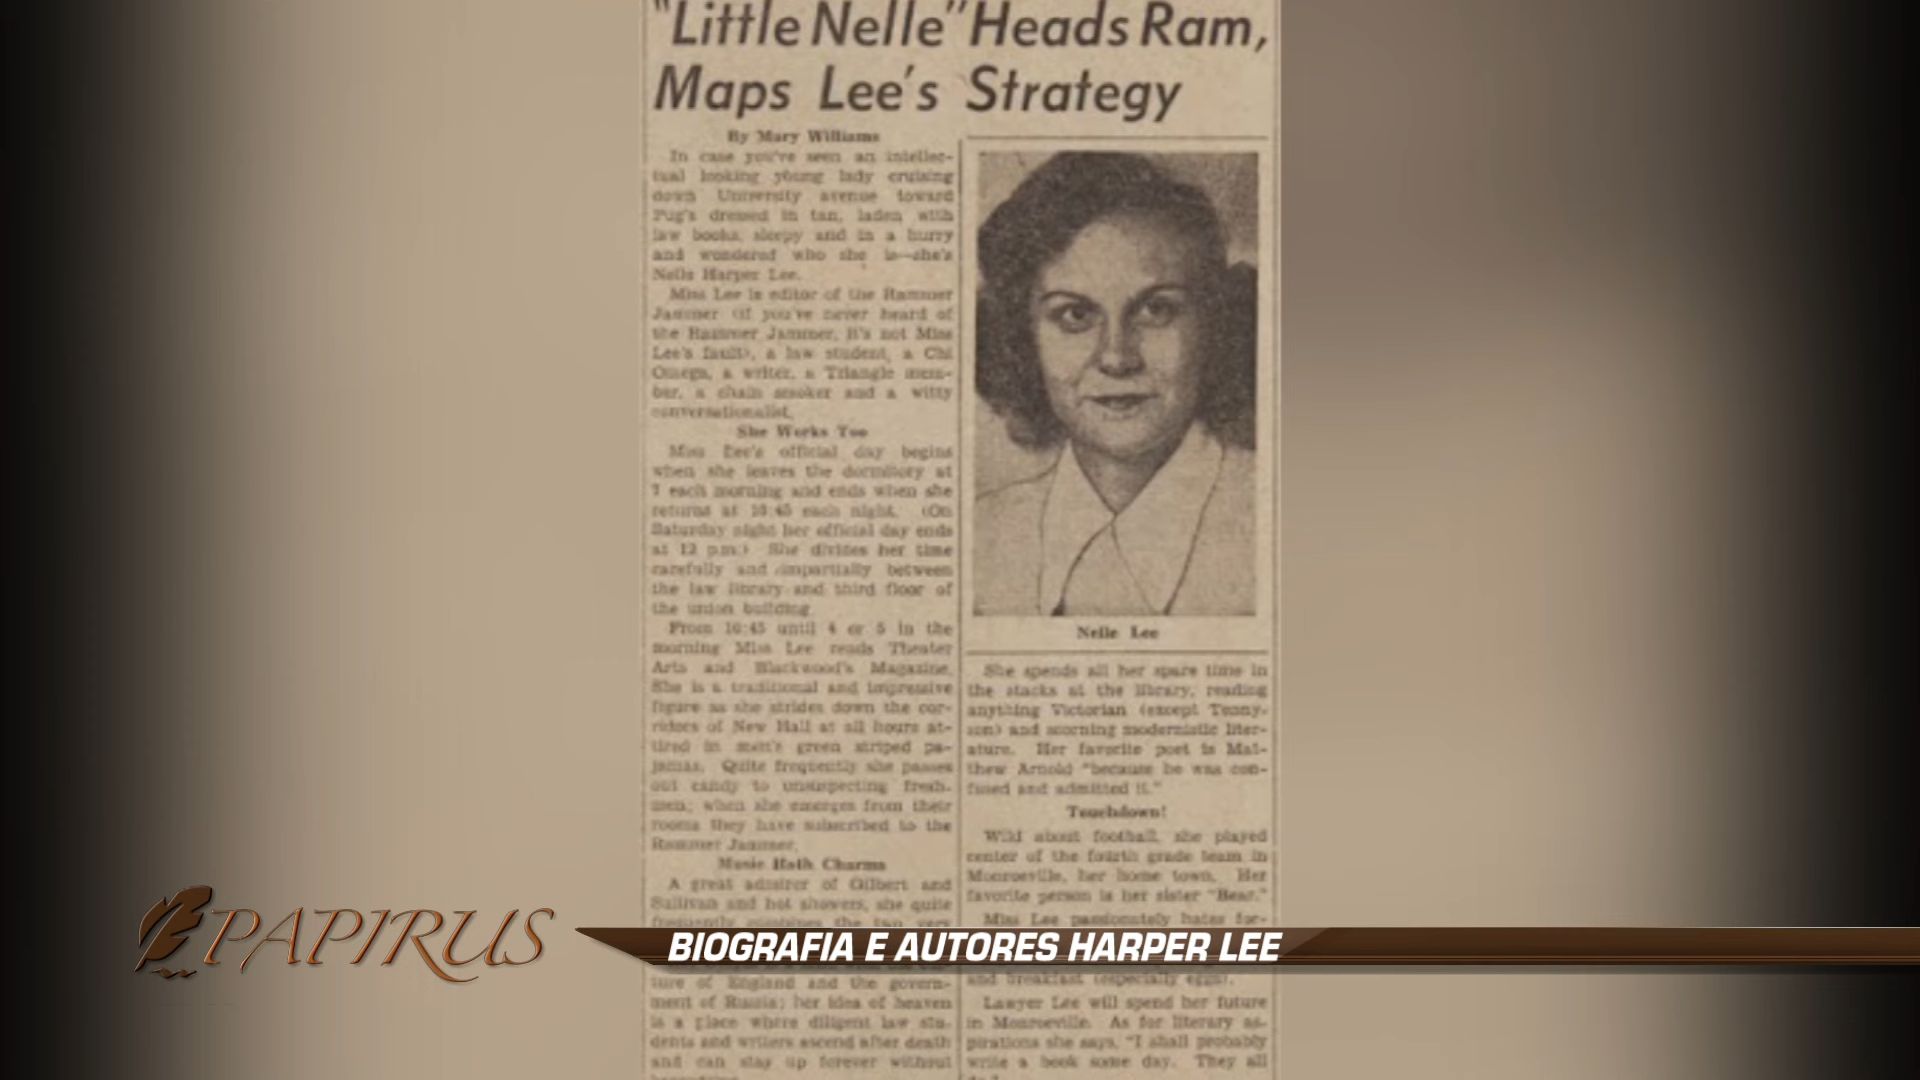 "Little Nelle" Heads Ram,
Maps Lee's Strategy
By Mary Williams
In case you've seen an intellec-
tual looking young lady cruising
down University avenue toward
Pug's dressed in tan, laden with
law books, sleepy and in a hurry
and wondered who she is—she's
Nelle Harper Lee.
Miss Lee is editor of the Rammer
Jammer (if you've never heard of
the Rammer Jammer, it's not Miss
Lee's fault), a law student, a Chi
Omega, a writer, a Triangle mem-
ber, a chain smoker and a witty
conversationalist.
She Works Too
Miss Lee's official day begins
when she leaves the dormitory at
7 each morning and ends when she
returns at 10:45 each night. (On
Saturday night her official day ends
at 12 p.m.) She divides her time
carefully and impartially between
the law library and third floor of
the union building.
From 10:45 until 4 or 5 in the
morning Miss Lee reads Theater
Arts and Blackwood's Magazine.
She is a traditional and impressive
figure as she strides down the cor-
ridors of New Hall at all hours at-
tired in men's green striped pa-
jamas. Quite frequently she passes
out candy to unsuspecting fresh-
men; when she emerges from their
rooms they have subscribed to the
Rammer Jammer.
Music Hath Charms
A great admirer of Gilbert and
Sullivan and hot showers, she quite
frequently combines the two very
ture of England and the govern-
ment of Russia; her idea of heaven
is a place where diligent law stu-
dents and writers ascend after death
and can stay up forever without
Nelle Lee
She spends all her spare time in
the stacks at the library, reading
anything Victorian (except Tenny-
son) and scorning modernistic liter-
ature. Her favorite poet is Mat-
thew Arnold "because he was con-
fused and admitted it."
Touchdown!
Wild about football, she played
center of the fourth grade team in
Monroeville, her home town. Her
favorite person is her sister "Bear."
Miss Lee passionately hates for-
and breakfast (especially eggs).
Lawyer Lee will spend her future
in Monroeville. As for literary as-
pirations she says, "I shall probably
write a book some day. They all
PAPIRUS
BIOGRAFIA E AUTORES HARPER LEE